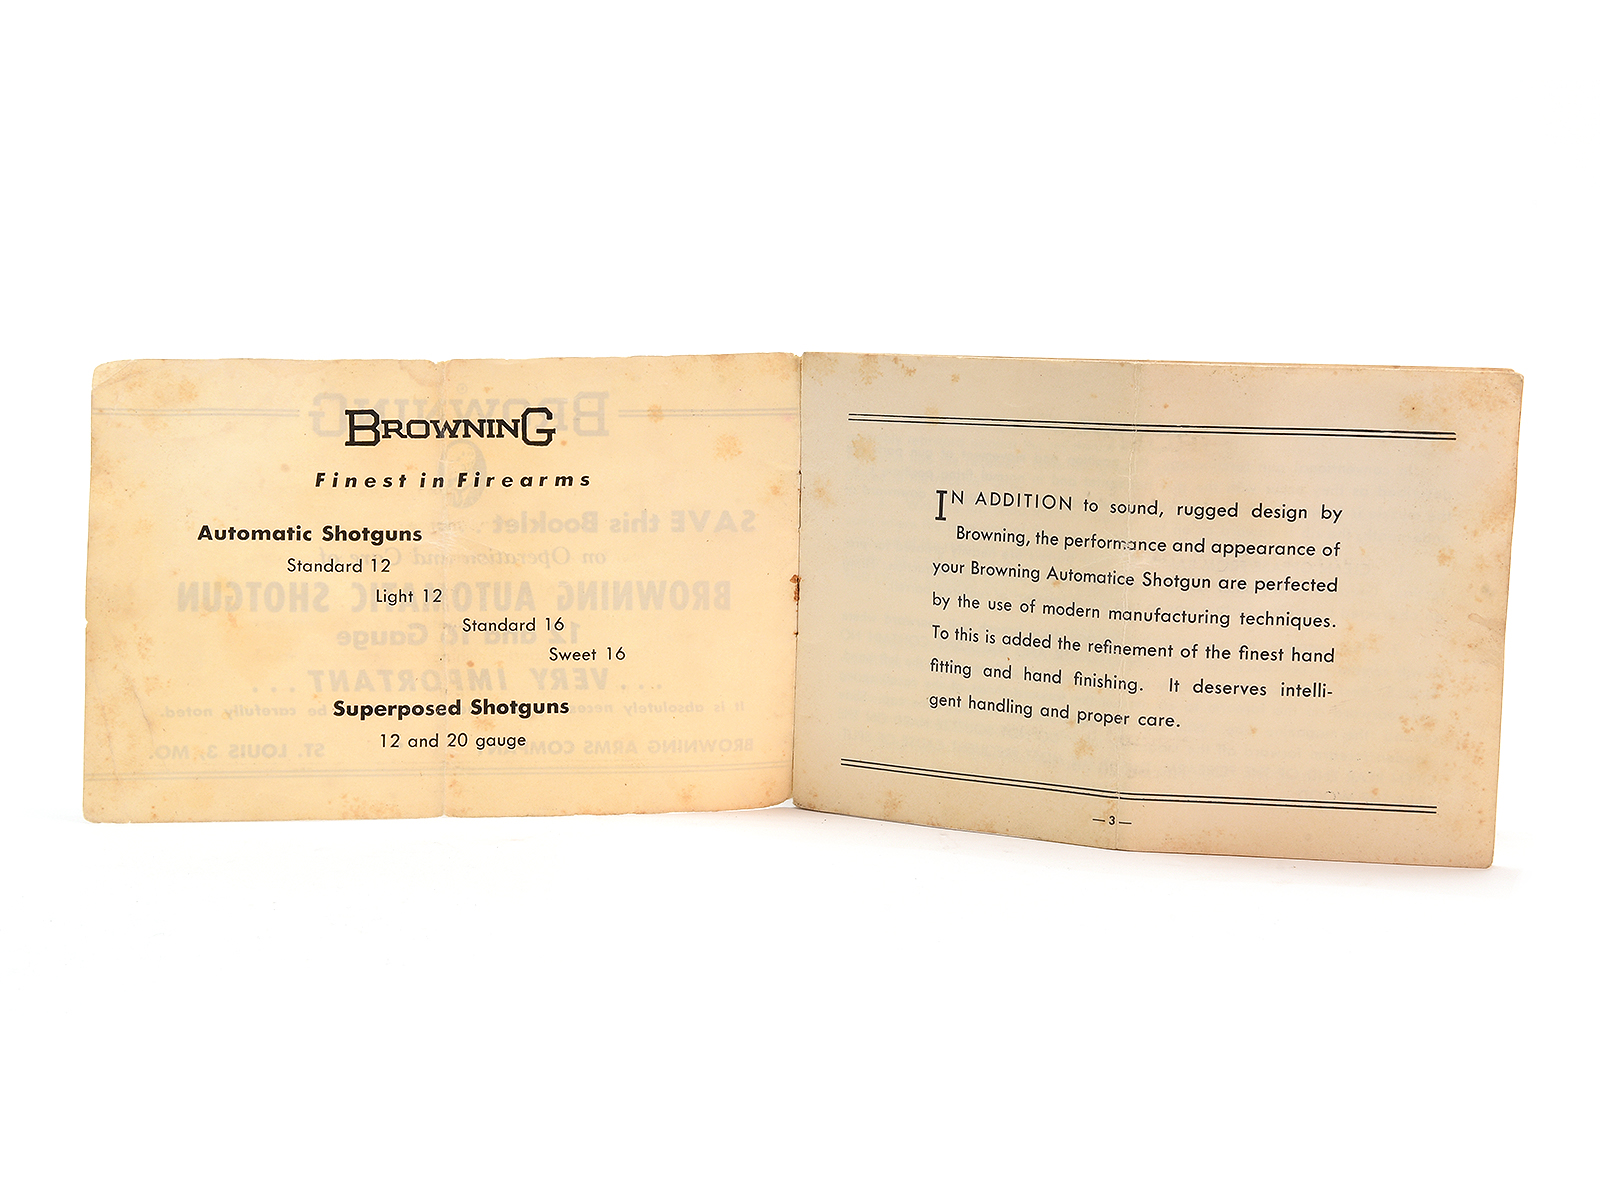 BROWNING
Finest in Firearms
Automatic Shotguns
Standard 12
Light 12
Standard 16
Sweet 16
Superposed Shotguns
12 and 20 gauge
IN ADDITION to sound, rugged design by
Browning, the performance and appearance of
your Browning Automatice Shotgun are perfected
by the use of modern manufacturing techniques.
To this is added the refinement of the finest hand
fitting and hand finishing. It deserves intelli-
gent handling and proper care.
—3—